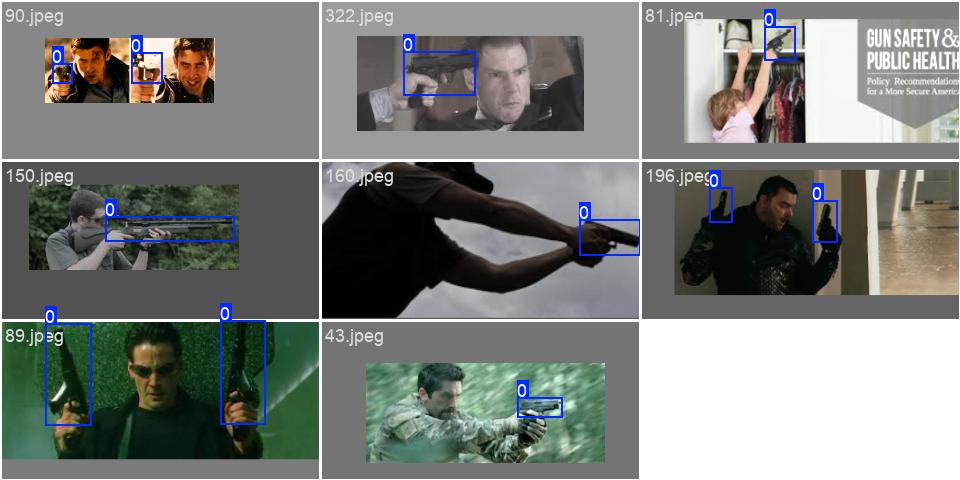 90.jpeg
0
0
322.jpeg
0
81.jpeg
0
GUN SAFETY &
PUBLIC HEALTH
Policy Recommendations
for a More Secure America
150.jpeg
0
160.jpeg
0
196.jpeg
0
0
89.jpeg
0
0
43.jpeg
0